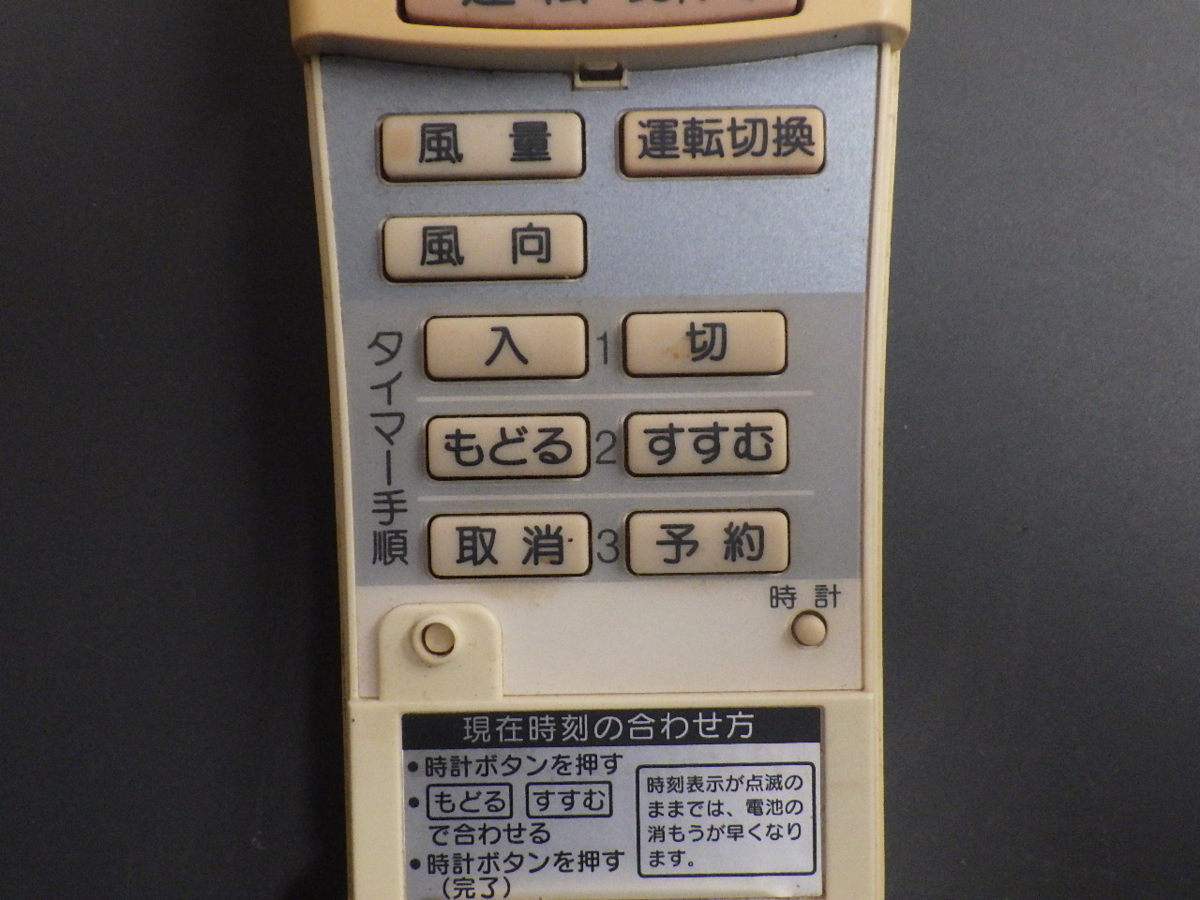 風量 運転切換
風向
タイマー手順
入 1 切
もどる 2 すすむ
取消 3 予約
時計
現在時刻の合わせ方
●時計ボタンを押す
●もどる すすむ
で合わせる
●時計ボタンを押す
(完了)
時刻表示が点滅の
ままでは、電池の
消もうが早くなり
ます。